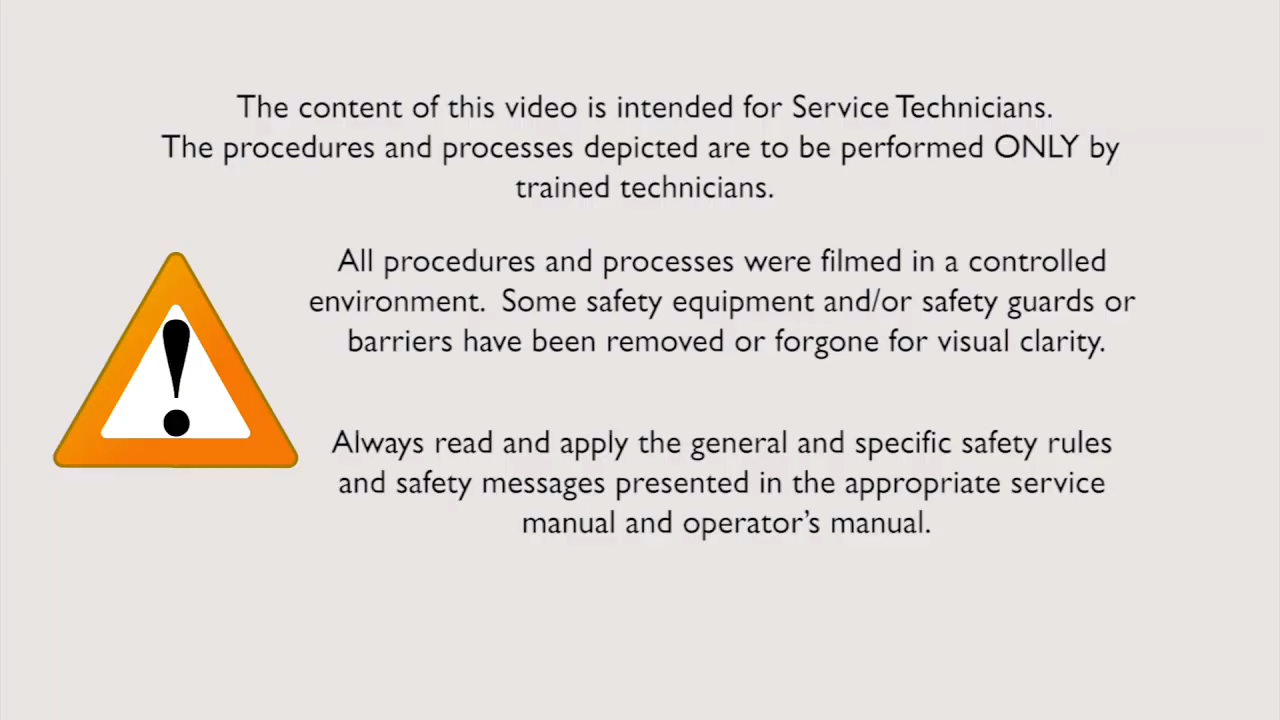 The content of this video is intended for Service Technicians.
The procedures and processes depicted are to be performed ONLY by
trained technicians.
All procedures and processes were filmed in a controlled
environment.  Some safety equipment and/or safety guards or
barriers have been removed or forgone for visual clarity.
Always read and apply the general and specific safety rules
and safety messages presented in the appropriate service
manual and operator’s manual.